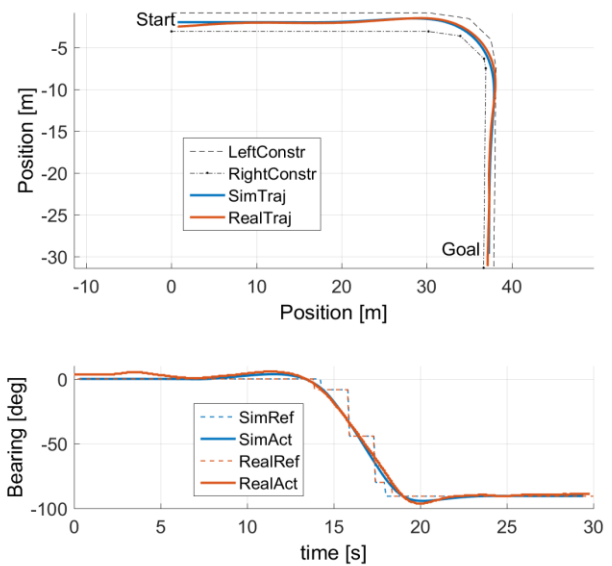 Start
-5
-10
-15
-20
-25
-30
Position [m]
LeftConstr
RightConstr
SimTraj
RealTraj
Goal
-10 0 10 20 30 40
Position [m]
0
-50
-100
Bearing [deg]
SimRef
SimAct
RealRef
RealAct
0 5 10 15 20 25 30
time [s]